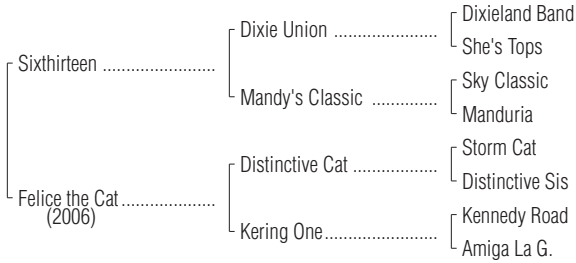 Dixieland Band
Dixie Union ....................
She's Tops
Sixthirteen ......................
Sky Classic
Mandy's Classic .............
Manduria
Storm Cat
Distinctive Cat .................
Distinctive Sis
Felice the Cat ..................
(2006)
Kennedy Road
Kering One ......................
Amiga La G.